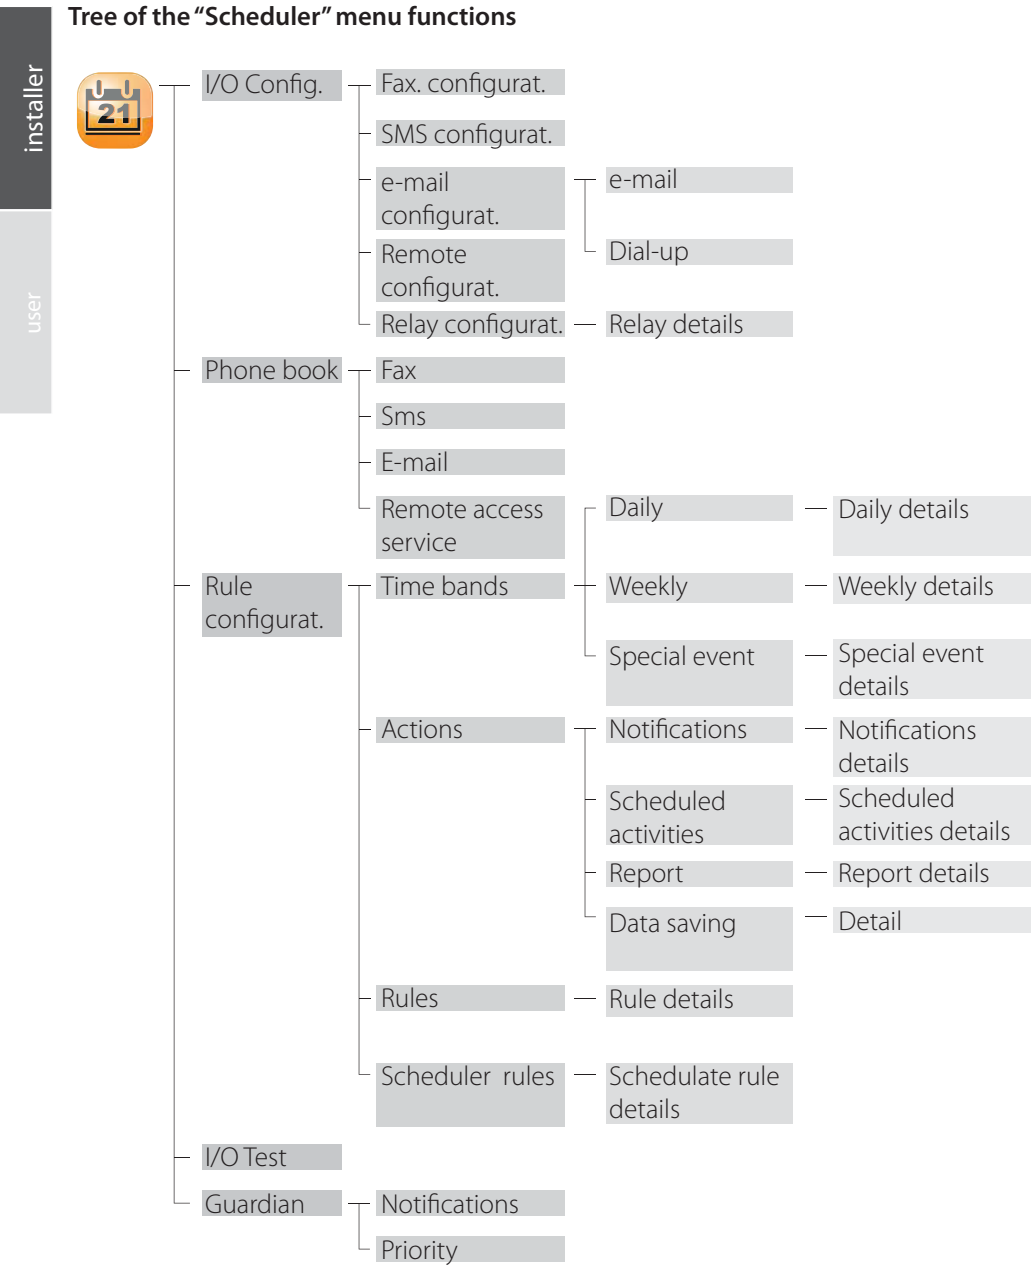 Tree of the “Scheduler” menu functions
installer
user
21
I/O Config.
Fax. configurat.
SMS configurat.
e-mail
configurat.
e-mail
Dial-up
Remote
configurat.
Relay configurat.
Relay details
Phone book
Fax
Sms
E-mail
Remote access
service
Rule
configurat.
Time bands
Daily
Daily details
Weekly
Weekly details
Special event
Special event
details
Actions
Notifications
Notifications
details
Scheduled
activities
Scheduled
activities details
Report
Report details
Data saving
Detail
Rules
Rule details
Scheduler rules
Schedulate rule
details
I/O Test
Guardian
Notifications
Priority